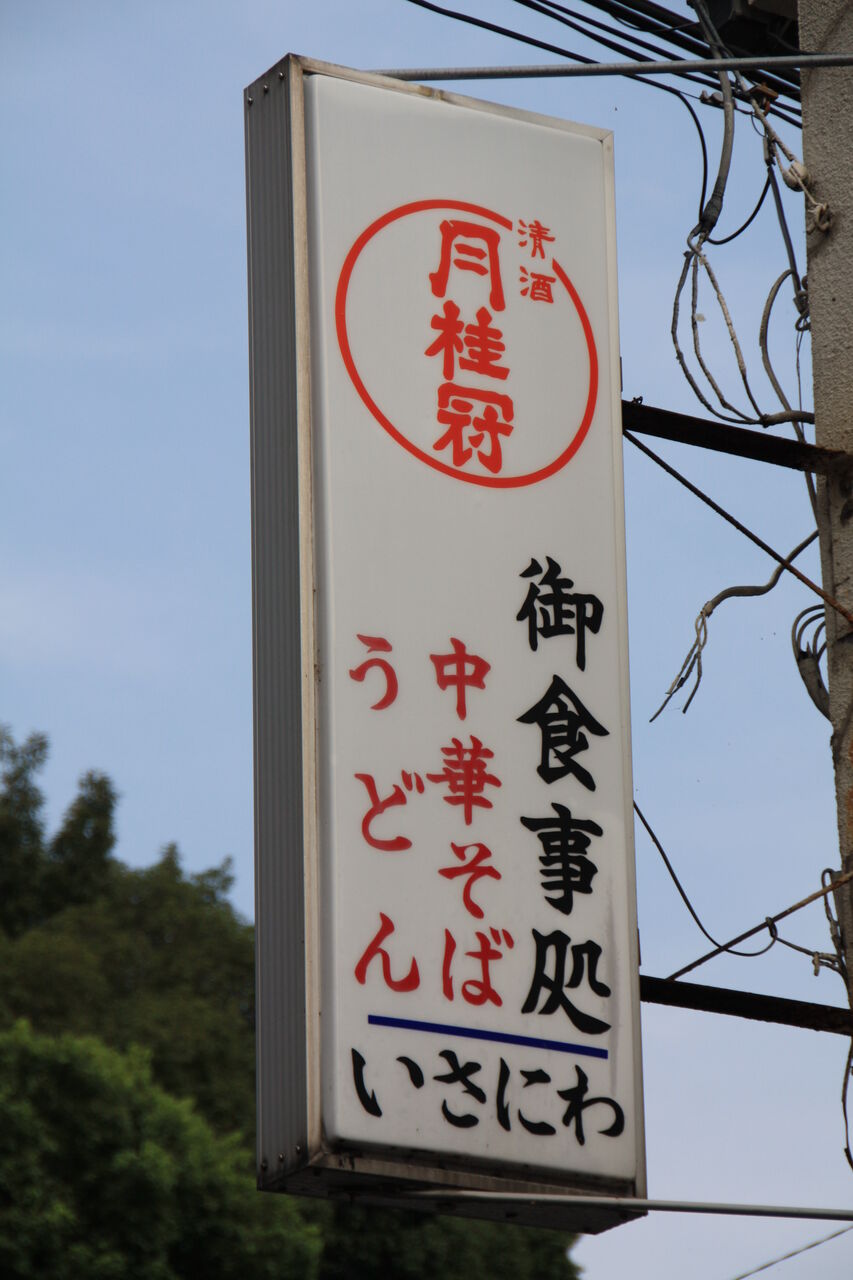 清酒
月桂冠
御食事処
中華そば
うどん
いさにわ